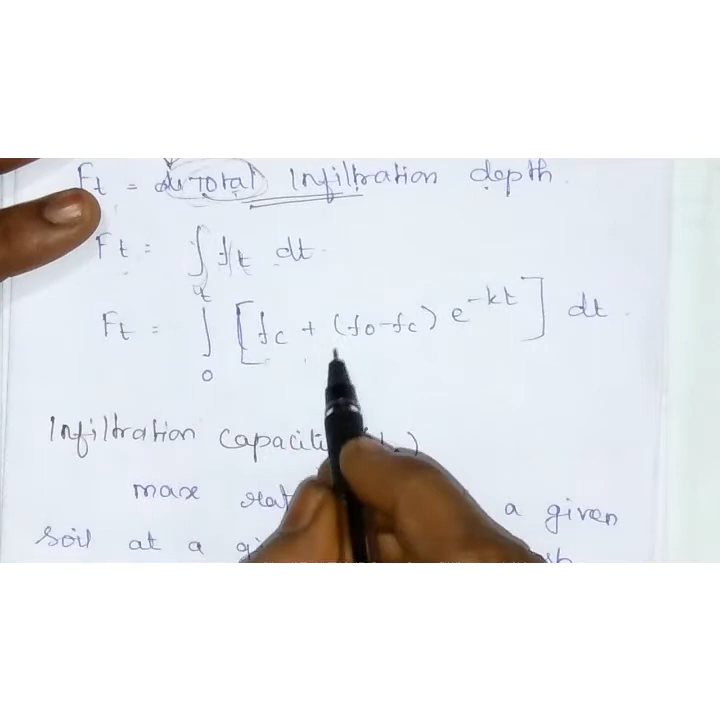 Ft = Total Infiltration depth
Ft = ∫ ft dt
Ft = ∫₀ᵗ [fc + (fo-fc) e^-kt] dt
Infiltration capaciti
max a given
soil at a